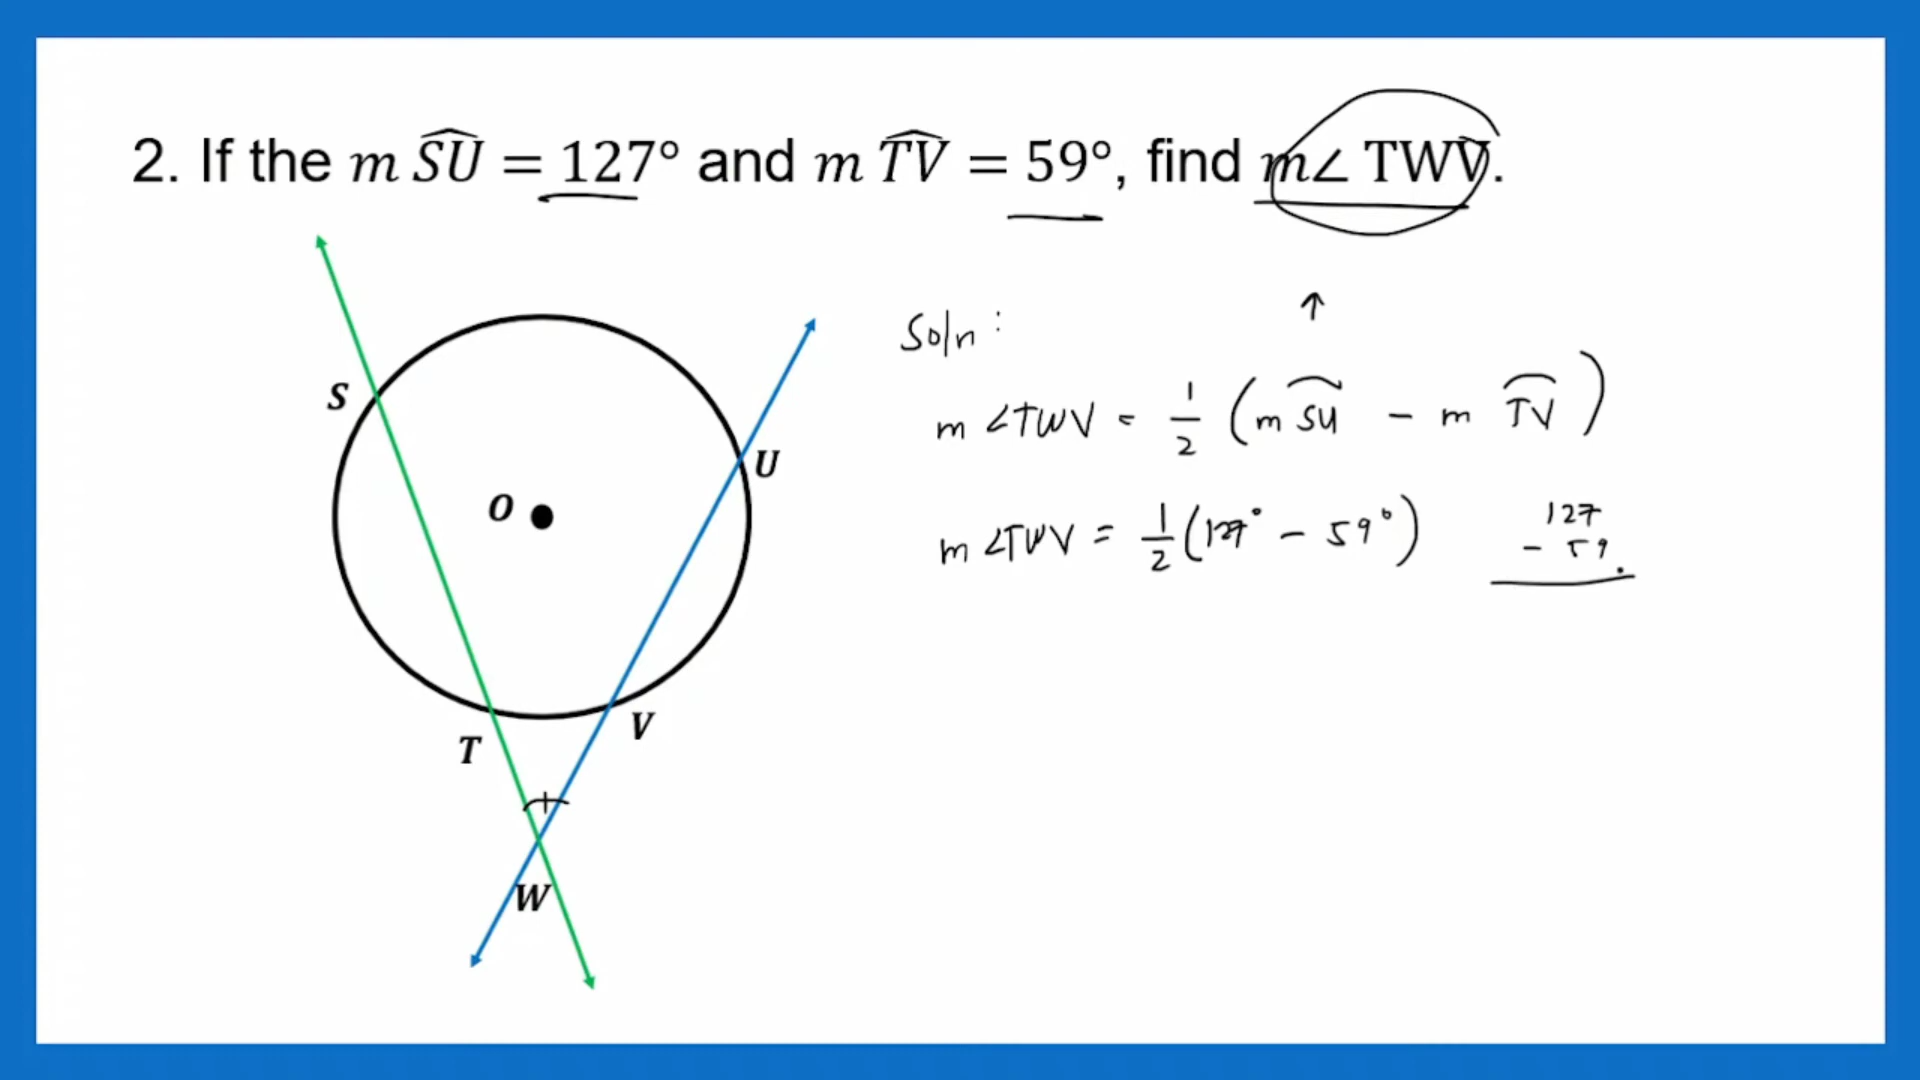 2. If the m S͡U = 127° and m T͡V = 59°, find m∠ TWV.
Soln :
↑
m ∠TWV = 1/2 (m S͡U - m T͡V)
m ∠TWV = 1/2 (127° - 59°)
127
- 59
S
U
O
V
T
W